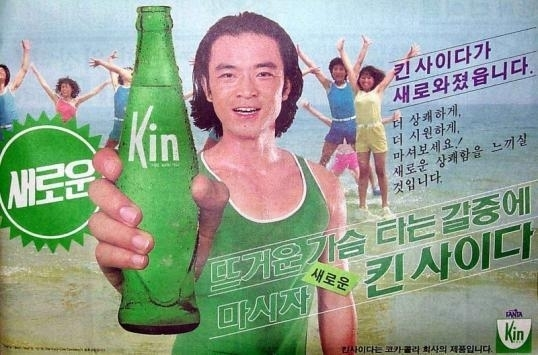 킨 사이다가
새로와졌읍니다.
더 상쾌하게,
더 시원하게,
마셔보세요!
새로운 상쾌함을 느끼실
것입니다.
Kin
새로운
뜨거운 가슴 타는 갈증에
마시자 새로운 킨 사이다
FANTA
Kin
킨사이다는 코카·콜라 회사의 제품입니다.